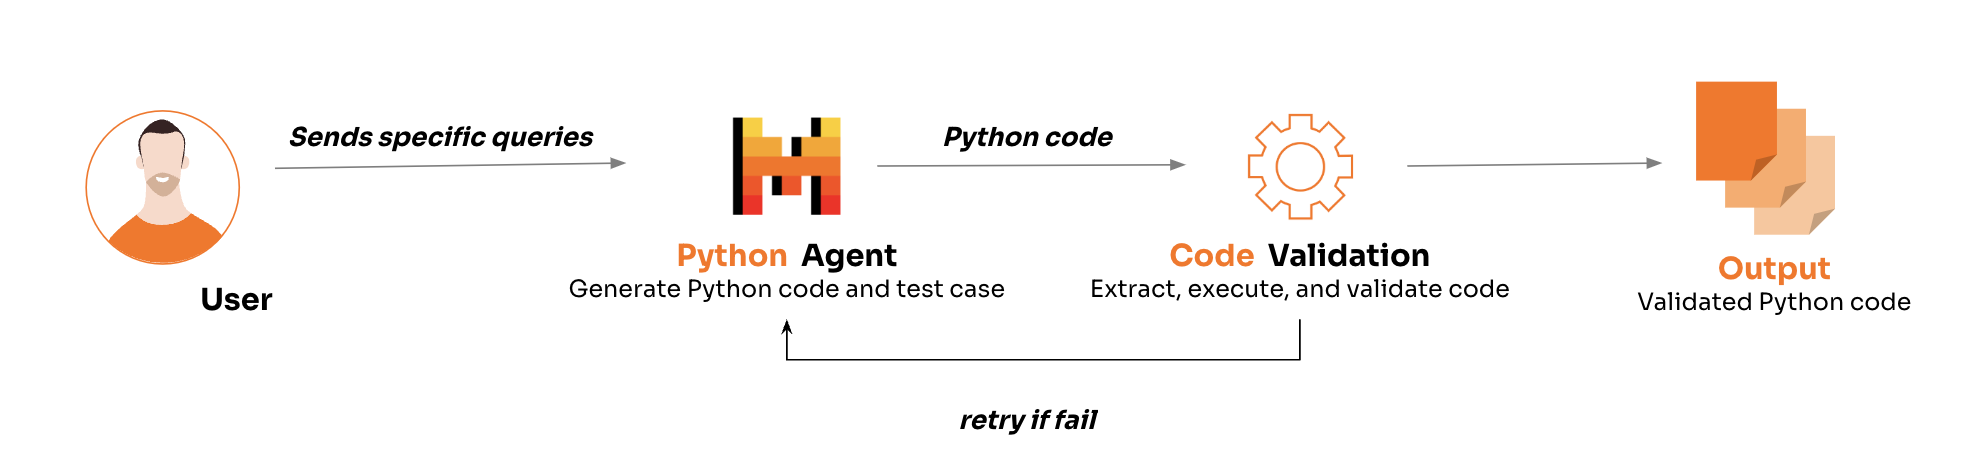 Sends specific queries
Python code
Python Agent
Generate Python code and test case
Code Validation
Extract, execute, and validate code
Output
Validated Python code
User
retry if fail